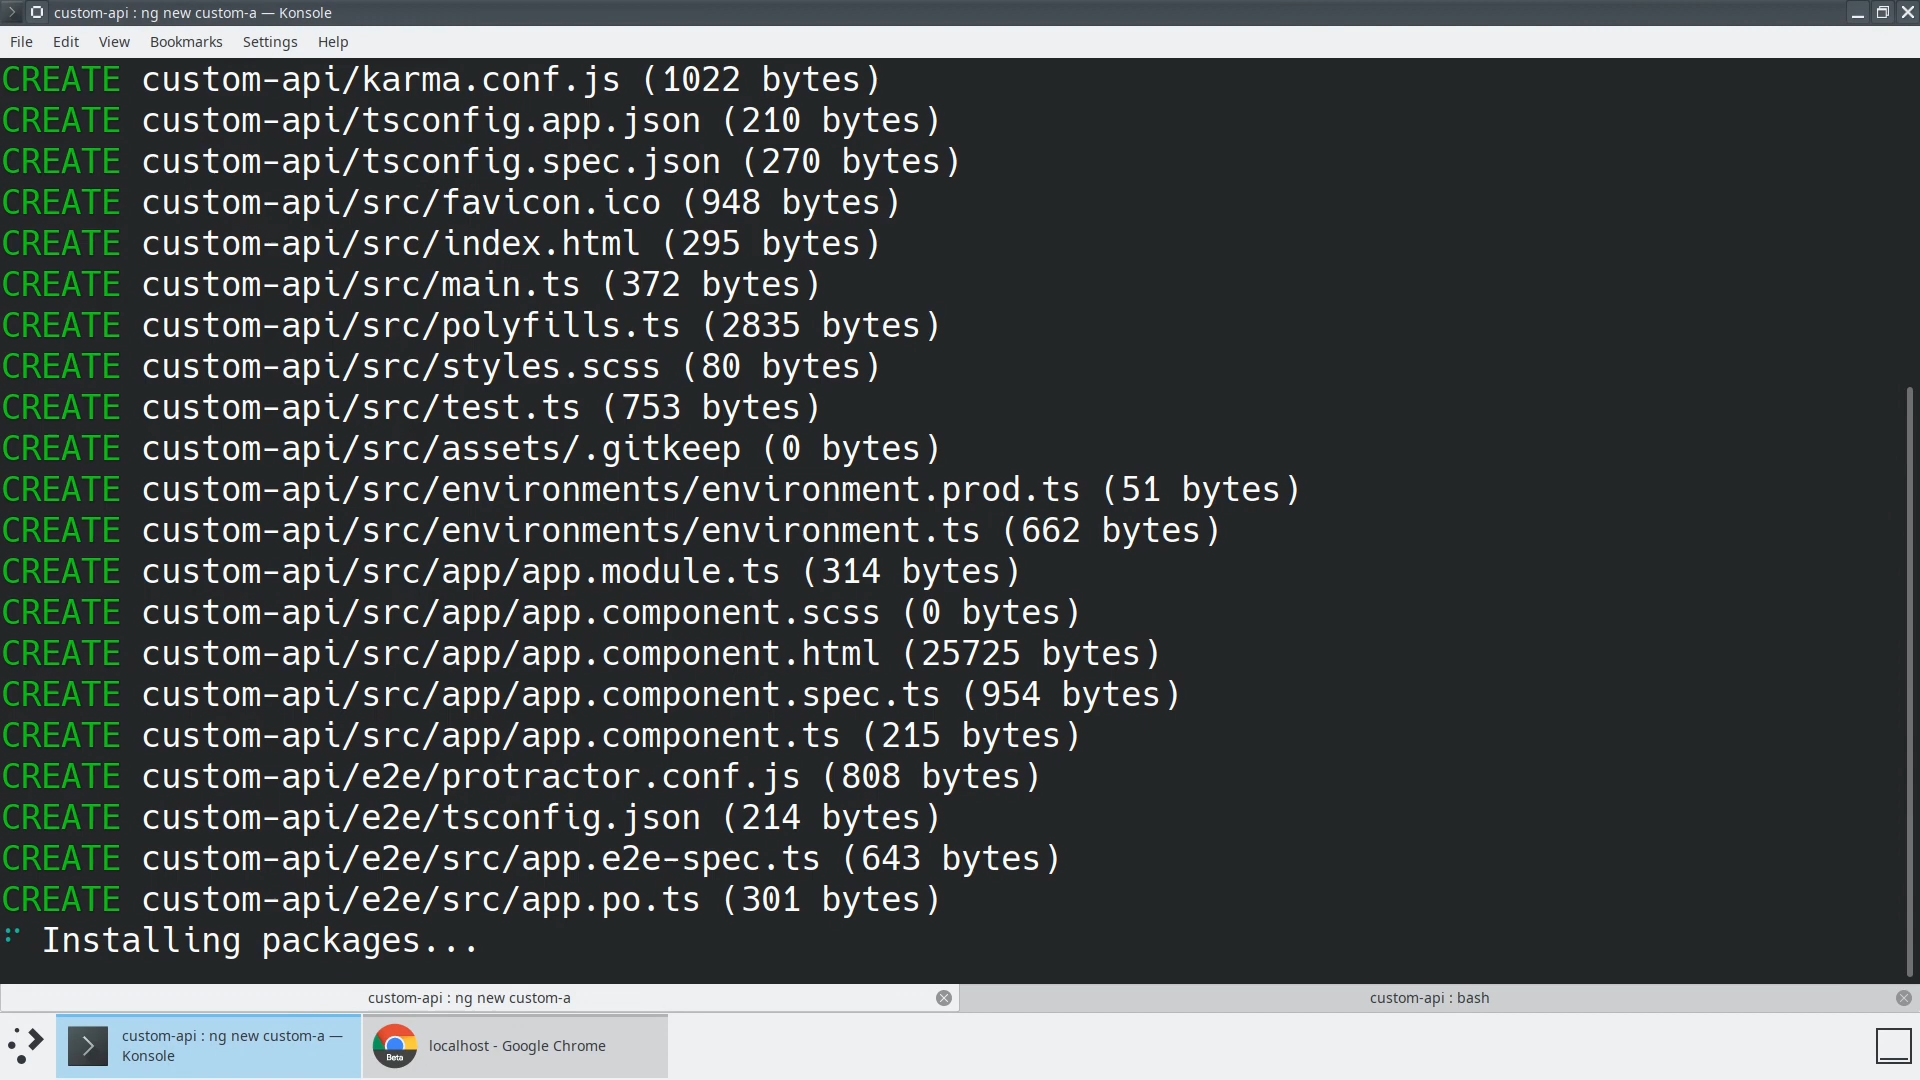 custom-api : ng new custom-a — Konsole
File Edit View Bookmarks Settings Help
CREATE custom-api/karma.conf.js (1022 bytes)
CREATE custom-api/tsconfig.app.json (210 bytes)
CREATE custom-api/tsconfig.spec.json (270 bytes)
CREATE custom-api/src/favicon.ico (948 bytes)
CREATE custom-api/src/index.html (295 bytes)
CREATE custom-api/src/main.ts (372 bytes)
CREATE custom-api/src/polyfills.ts (2835 bytes)
CREATE custom-api/src/styles.scss (80 bytes)
CREATE custom-api/src/test.ts (753 bytes)
CREATE custom-api/src/assets/.gitkeep (0 bytes)
CREATE custom-api/src/environments/environment.prod.ts (51 bytes)
CREATE custom-api/src/environments/environment.ts (662 bytes)
CREATE custom-api/src/app/app.module.ts (314 bytes)
CREATE custom-api/src/app/app.component.scss (0 bytes)
CREATE custom-api/src/app/app.component.html (25725 bytes)
CREATE custom-api/src/app/app.component.spec.ts (954 bytes)
CREATE custom-api/src/app/app.component.ts (215 bytes)
CREATE custom-api/e2e/protractor.conf.js (808 bytes)
CREATE custom-api/e2e/tsconfig.json (214 bytes)
CREATE custom-api/e2e/src/app.e2e-spec.ts (643 bytes)
CREATE custom-api/e2e/src/app.po.ts (301 bytes)
Installing packages...
custom-api : ng new custom-a
custom-api : bash
custom-api : ng new custom-a —
Konsole
Beta
localhost - Google Chrome